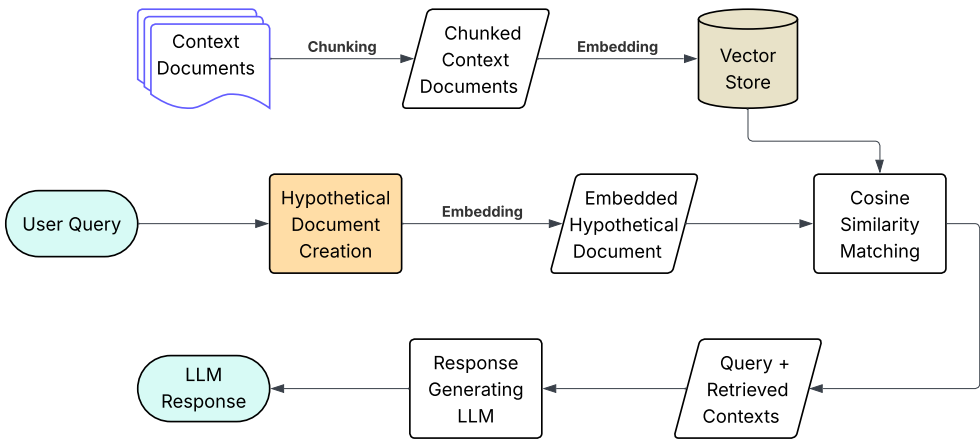 Context
Documents
Chunking
Chunked
Context
Documents
Embedding
Vector
Store
User Query
Hypothetical
Document
Creation
Embedding
Embedded
Hypothetical
Document
Cosine
Similarity
Matching
Query +
Retrieved
Contexts
Response
Generating
LLM
LLM
Response